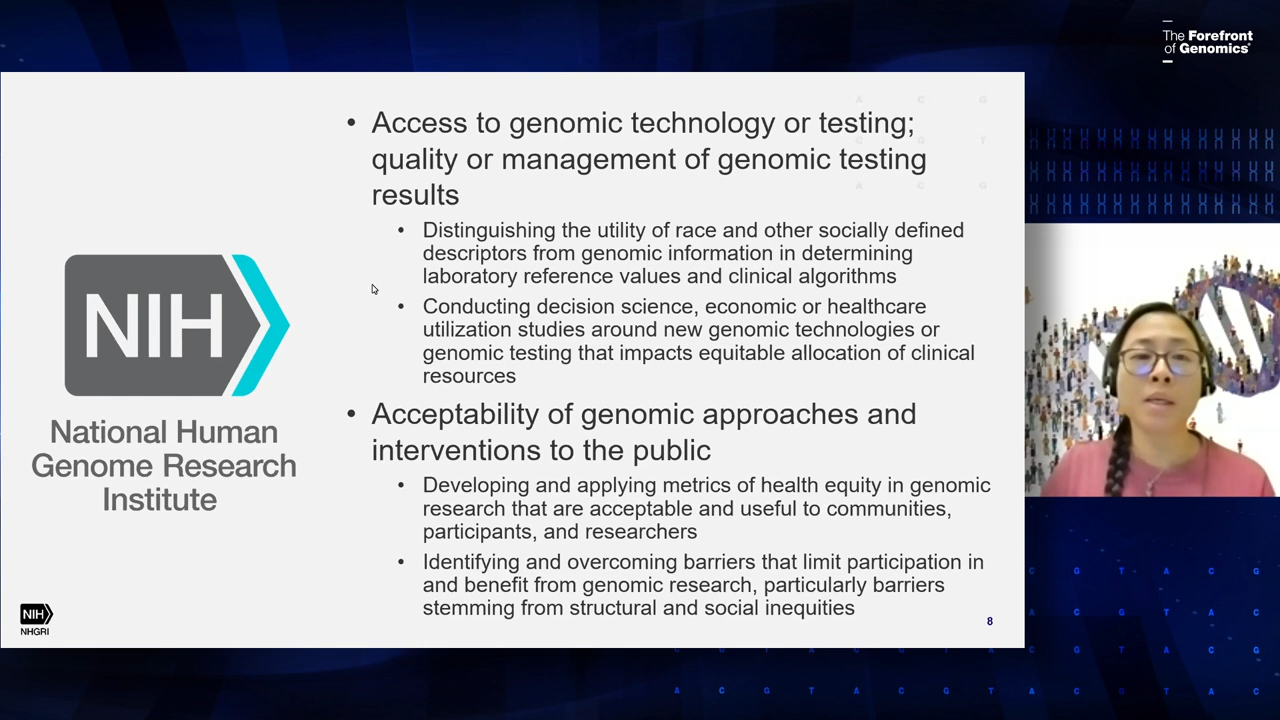 The Forefront
of Genomics®
• Access to genomic technology or testing;
quality or management of genomic testing
results
• Distinguishing the utility of race and other socially defined
descriptors from genomic information in determining
laboratory reference values and clinical algorithms
• Conducting decision science, economic or healthcare
utilization studies around new genomic technologies or
genomic testing that impacts equitable allocation of clinical
resources
• Acceptability of genomic approaches and
interventions to the public
• Developing and applying metrics of health equity in genomic
research that are acceptable and useful to communities,
participants, and researchers
• Identifying and overcoming barriers that limit participation in
and benefit from genomic research, particularly barriers
stemming from structural and social inequities
NIH
National Human
Genome Research
Institute
NIH
NHGRI
8